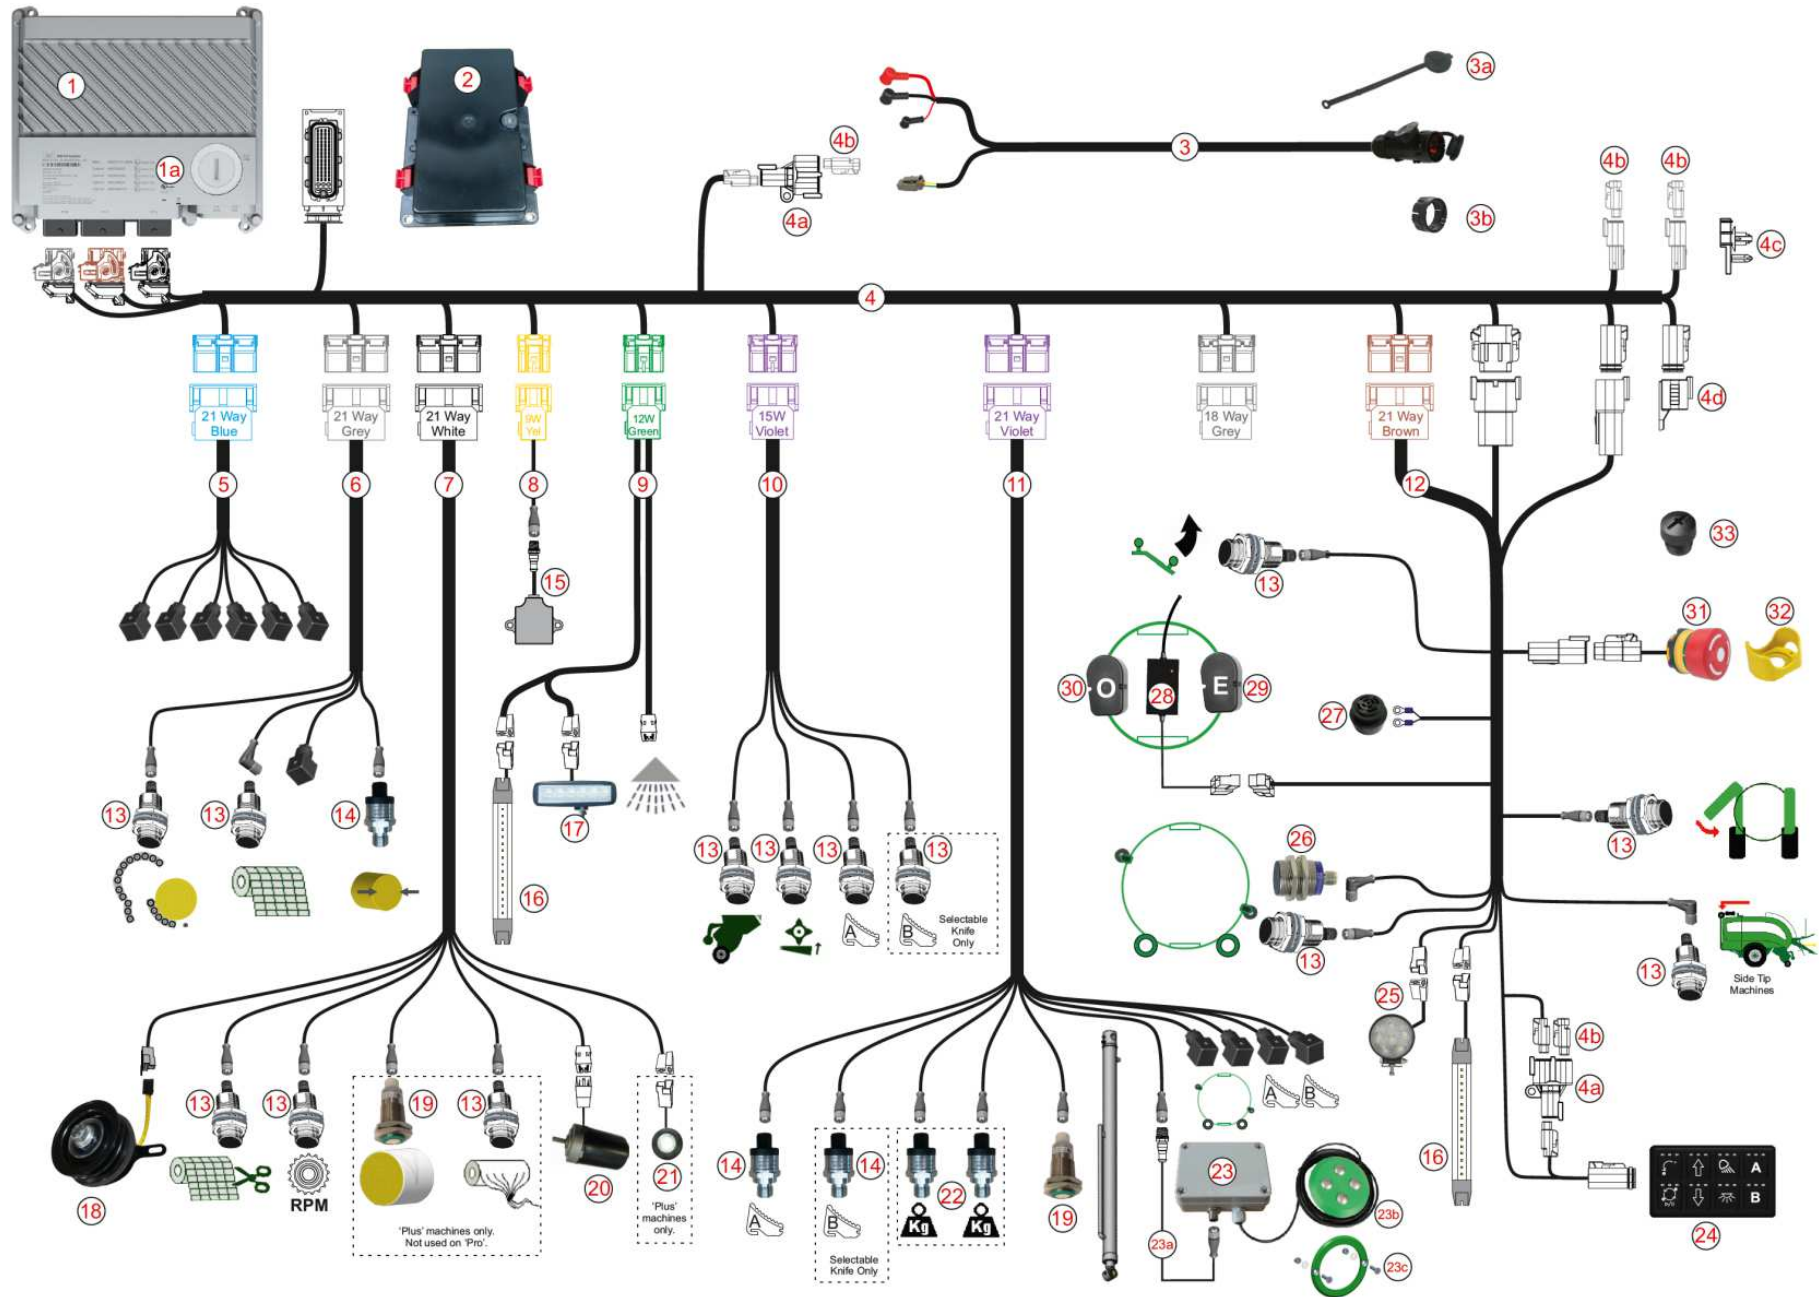 1
1a
2
3
3a
3b
4b
4a
4b
4b
4c
4
21 Way
Blue
21 Way
Grey
21 Way
White
9W
Yel
12W
Green
15W
Violet
21 Way
Violet
18 Way
Grey
21 Way
Brown
4d
5
6
7
8
9
10
11
12
33
13
15
31
32
30
O
28
E
29
27
13
13
14
17
13
13
13
13
26
13
16
A
B
Selectable
Knife
Only
13
13
Side Tip
Machines
25
4b
4a
13
13
19
13
18
RPM
20
21
'Plus' machines only.
Not used on 'Pro'.
'Plus'
machines
only.
14
14
22
19
A
B
Kg
Kg
Selectable
Knife Only
A
B
23
23a
23b
23c
16
A
B
24